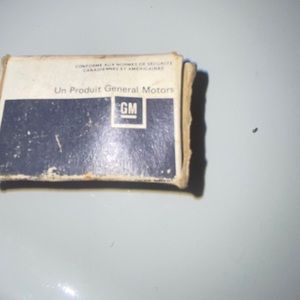 CONFORME AUX NORMES DE SÉCURITÉ
CANADIENNES ET AMÉRICAINES
Un Produit General Motors
GM